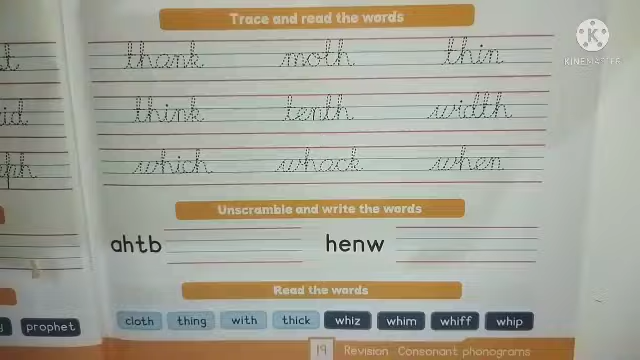 Trace and read the words
thank moth thin
think tenth width
which whack when
Unscramble and write the words
ahtb henw
Read the words
cloth thing with thick whiz whim whiff whip
prophet
19 Revision - Consonant phonograms
KINEMASTER